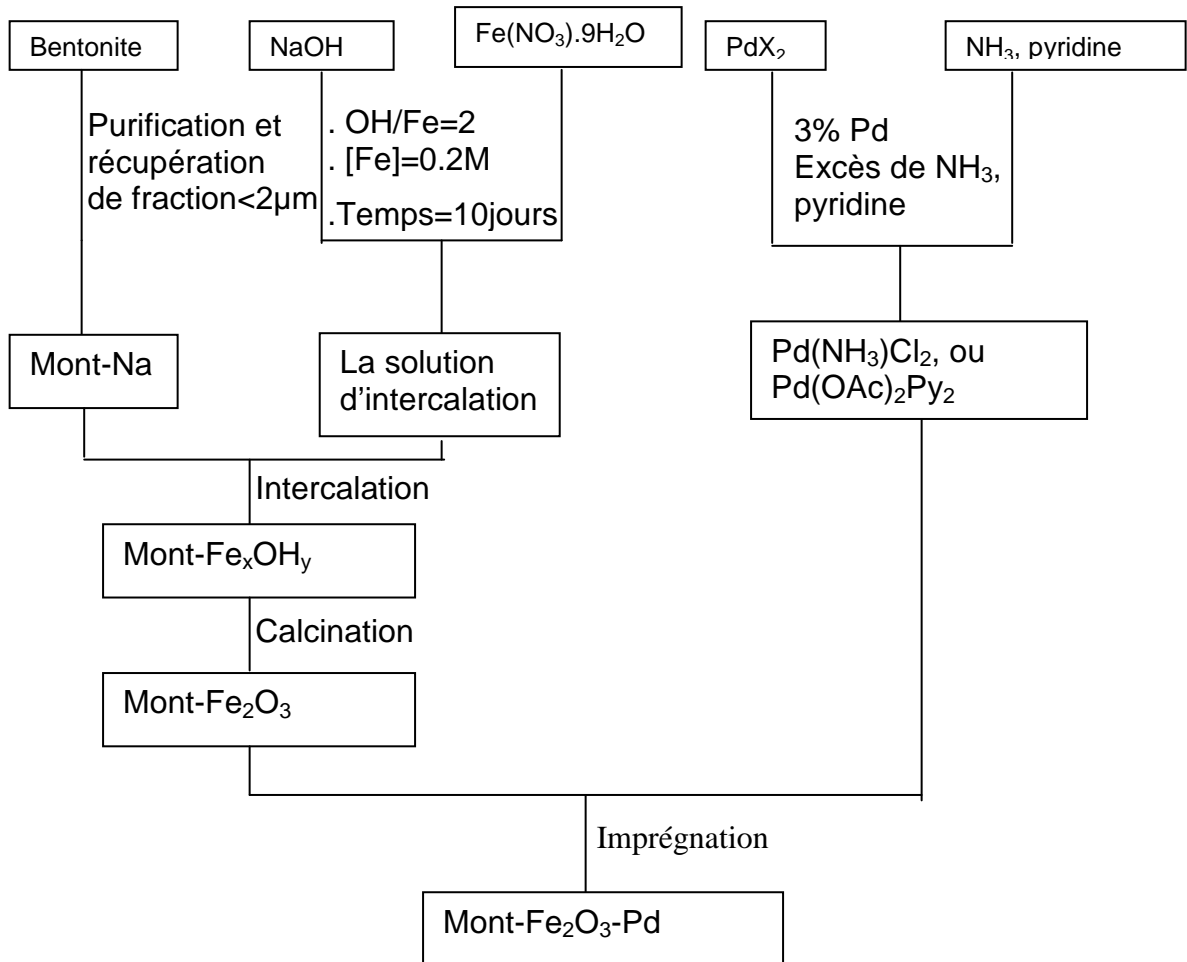 Bentonite
NaOH
Fe(NO₃).9H₂O
PdX₂
NH₃, pyridine
Purification et
récupération
de fraction<2µm
. OH/Fe=2
. [Fe]=0.2M
.Temps=10jours
3% Pd
Excès de NH₃,
pyridine
Mont-Na
La solution
d'intercalation
Pd(NH₃)Cl₂, ou
Pd(OAc)₂Py₂
Intercalation
Mont-FeₓOHᵧ
Calcination
Mont-Fe₂O₃
Imprégnation
Mont-Fe₂O₃-Pd